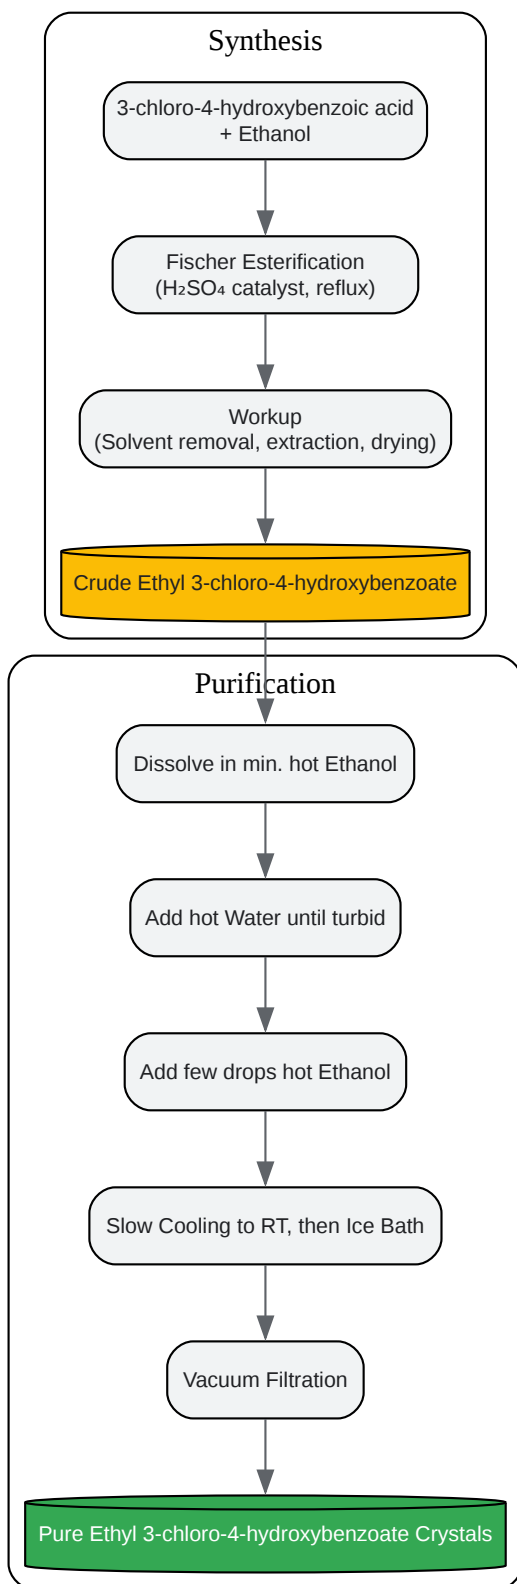 Synthesis
3-chloro-4-hydroxybenzoic acid
+ Ethanol
Fischer Esterification
(H₂SO₄ catalyst, reflux)
Workup
(Solvent removal, extraction, drying)
Crude Ethyl 3-chloro-4-hydroxybenzoate
Purification
Dissolve in min. hot Ethanol
Add hot Water until turbid
Add few drops hot Ethanol
Slow Cooling to RT, then Ice Bath
Vacuum Filtration
Pure Ethyl 3-chloro-4-hydroxybenzoate Crystals